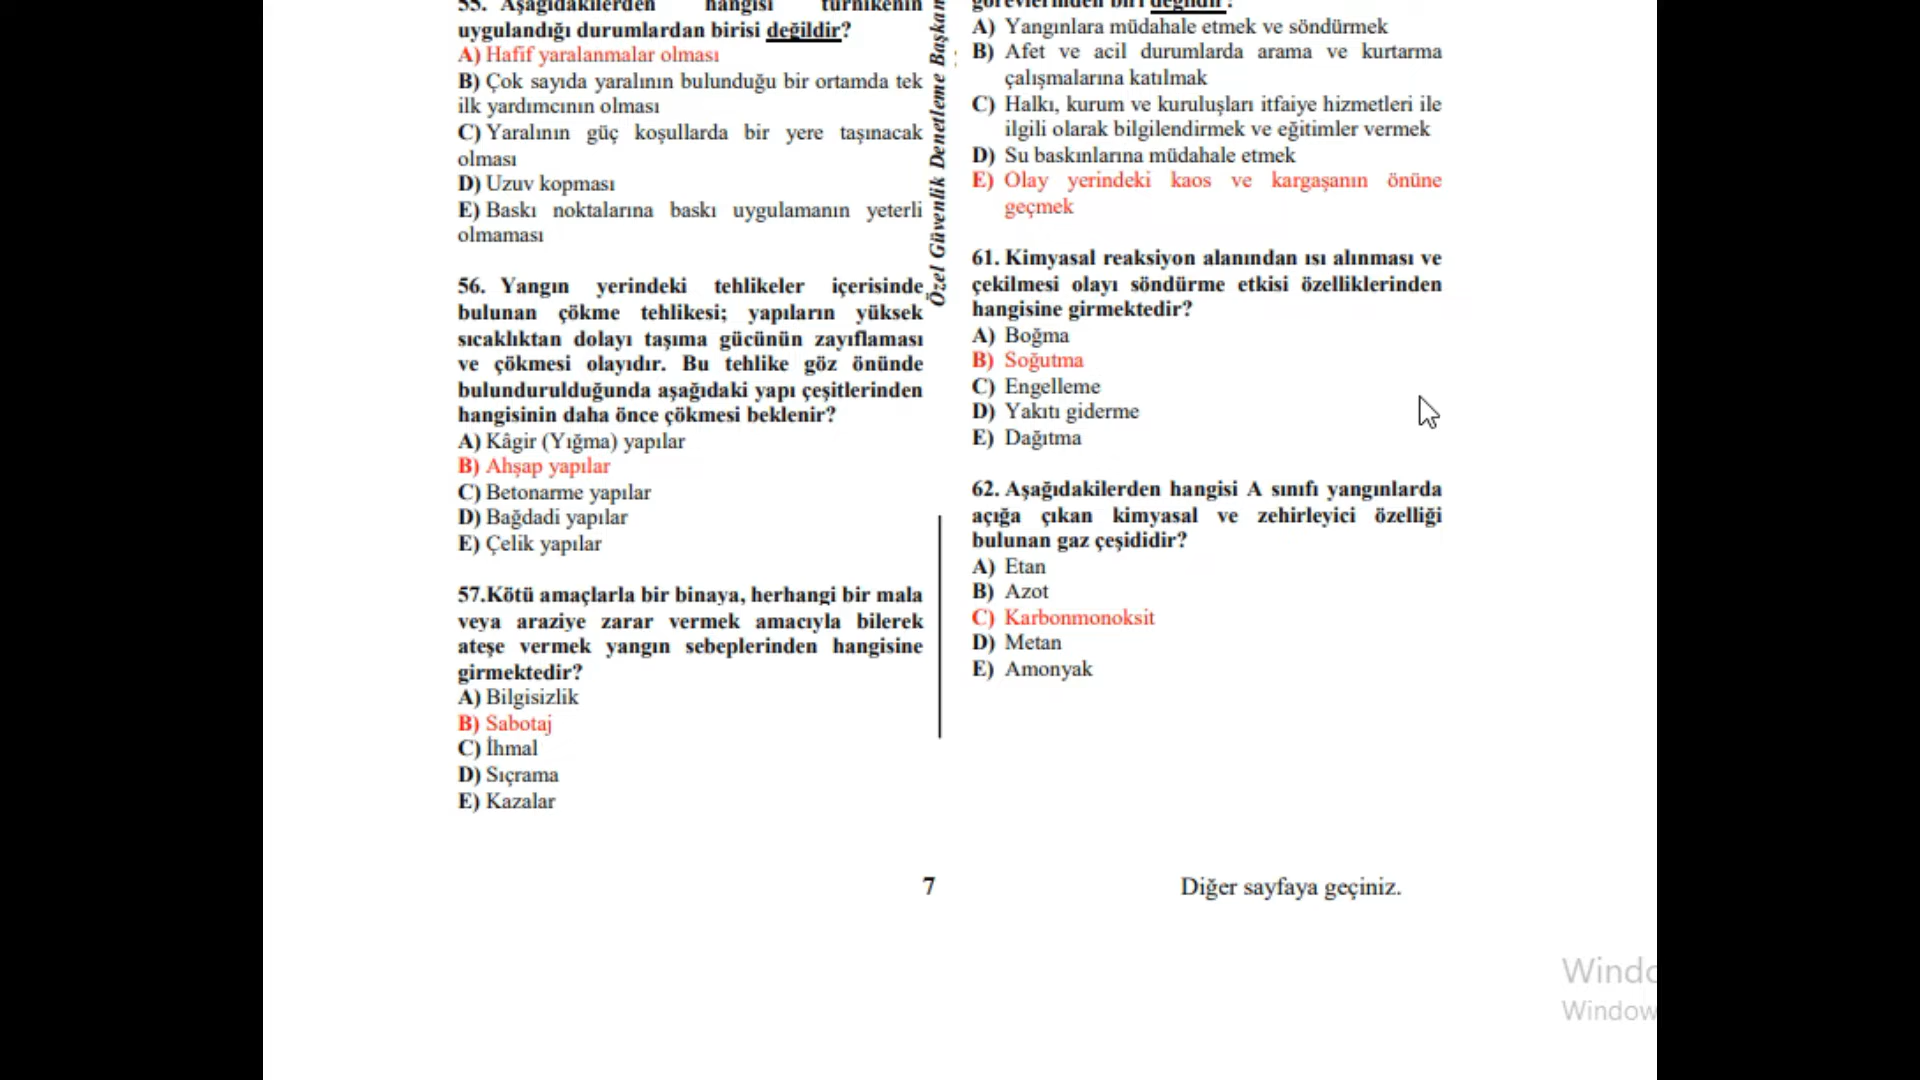 55. Aşağıdakilerden hangisi turnikenin
uygulandığı durumlardan birisi değildir?
A) Hafif yaralanmalar olması
B) Çok sayıda yaralının bulunduğu bir ortamda tek
ilk yardımcının olması
C) Yaralının güç koşullarda bir yere taşınacak
olması
D) Uzuv kopması
E) Baskı noktalarına baskı uygulamanın yeterli
olmaması
56. Yangın yerindeki tehlikeler içerisinde
bulunan çökme tehlikesi; yapıların yüksek
sıcaklıktan dolayı taşıma gücünün zayıflaması
ve çökmesi olayıdır. Bu tehlike göz önünde
bulundurulduğunda aşağıdaki yapı çeşitlerinden
hangisinin daha önce çökmesi beklenir?
A) Kâgir (Yığma) yapılar
B) Ahşap yapılar
C) Betonarme yapılar
D) Bağdadi yapılar
E) Çelik yapılar
57.Kötü amaçlarla bir binaya, herhangi bir mala
veya araziye zarar vermek amacıyla bilerek
ateşe vermek yangın sebeplerinden hangisine
girmektedir?
A) Bilgisizlik
B) Sabotaj
C) İhmal
D) Sıçrama
E) Kazalar
Özel Güvenlik Denetleme Başkan
görevlerinden biri değildir?
A) Yangınlara müdahale etmek ve söndürmek
B) Afet ve acil durumlarda arama ve kurtarma
çalışmalarına katılmak
C) Halkı, kurum ve kuruluşları itfaiye hizmetleri ile
ilgili olarak bilgilendirmek ve eğitimler vermek
D) Su baskınlarına müdahale etmek
E) Olay yerindeki kaos ve kargaşanın önüne
geçmek
61. Kimyasal reaksiyon alanından ısı alınması ve
çekilmesi olayı söndürme etkisi özelliklerinden
hangisine girmektedir?
A) Boğma
B) Soğutma
C) Engelleme
D) Yakıtı giderme
E) Dağıtma
62. Aşağıdakilerden hangisi A sınıfı yangınlarda
açığa çıkan kimyasal ve zehirleyici özelliği
bulunan gaz çeşididir?
A) Etan
B) Azot
C) Karbonmonoksit
D) Metan
E) Amonyak
7
Diğer sayfaya geçiniz.
Windo
Window